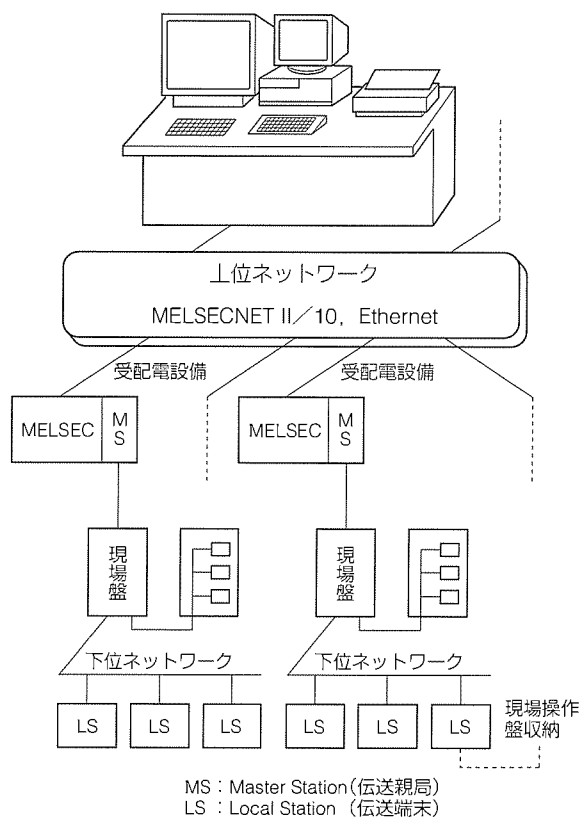 上位ネットワーク
MELSECNET II／10, Ethernet
受配電設備
受配電設備
MELSEC
MS
MELSEC
MS
現場盤
現場盤
下位ネットワーク
下位ネットワーク
LS
LS
LS
LS
LS
LS
現場操作
盤収納
MS：Master Station(伝送親局)
LS：Local Station（伝送端末）